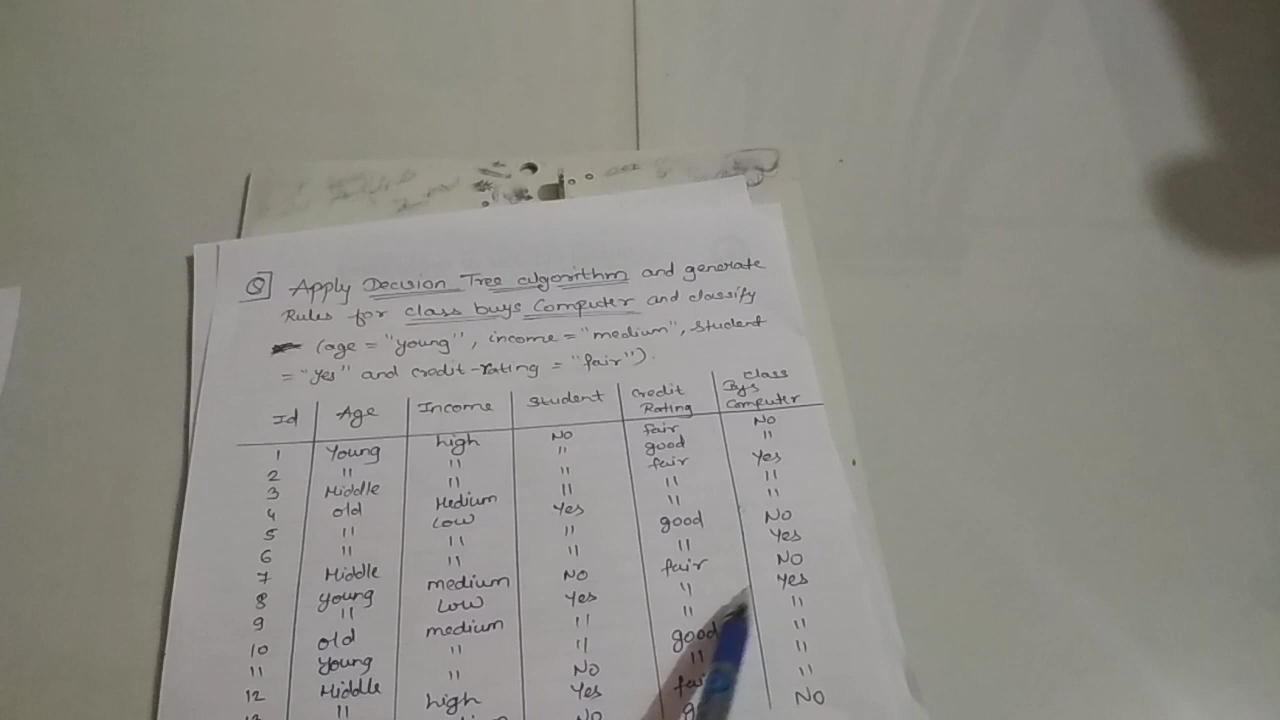 Q] Apply Decision Tree algorithm and generate
Rules for class buys Computer and classify
(age = "young", income = "medium", student
= "yes" and credit-rating = "fair").
Id Age Income Student Credit Rating Class Bys Computer
1 Young high No fair No
2 " " " good "
3 Middle " " fair Yes
4 old Medium " " "
5 " Low Yes " "
6 " " " good No
7 Middle " " " Yes
8 young medium No fair No
9 " Low Yes " Yes
10 old medium " " "
11 Young " " good "
12 Middle " No " "
" high Yes "
No No